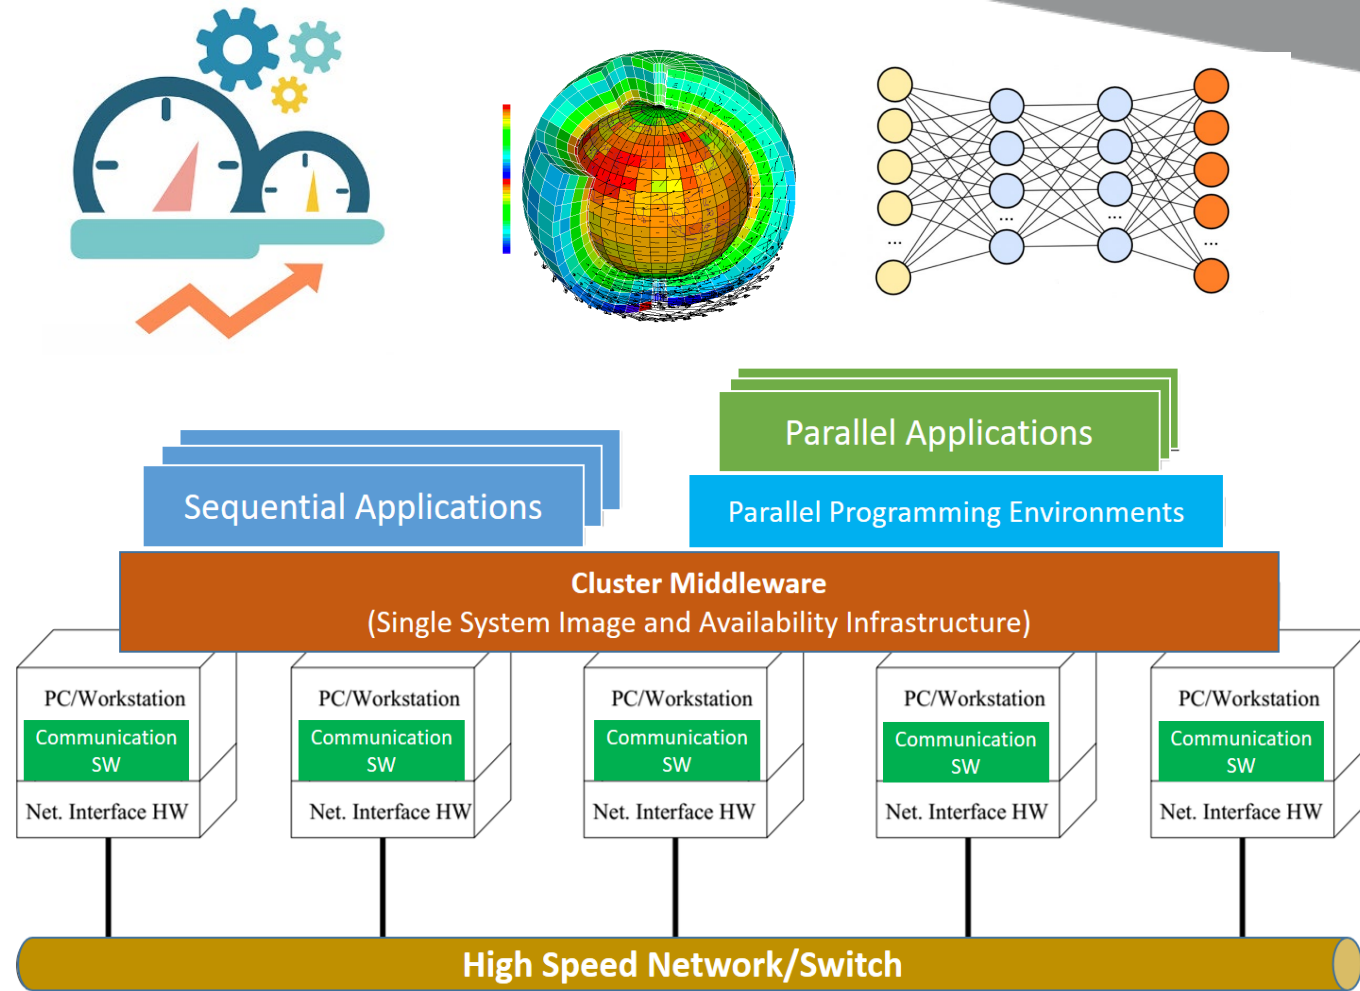 ...
...
...
...
Parallel Applications
Sequential Applications
Parallel Programming Environments
Cluster Middleware
(Single System Image and Availability Infrastructure)
PC/Workstation
Communication
SW
Net. Interface HW
PC/Workstation
Communication
SW
Net. Interface HW
PC/Workstation
Communication
SW
Net. Interface HW
PC/Workstation
Communication
SW
Net. Interface HW
PC/Workstation
Communication
SW
Net. Interface HW
High Speed Network/Switch